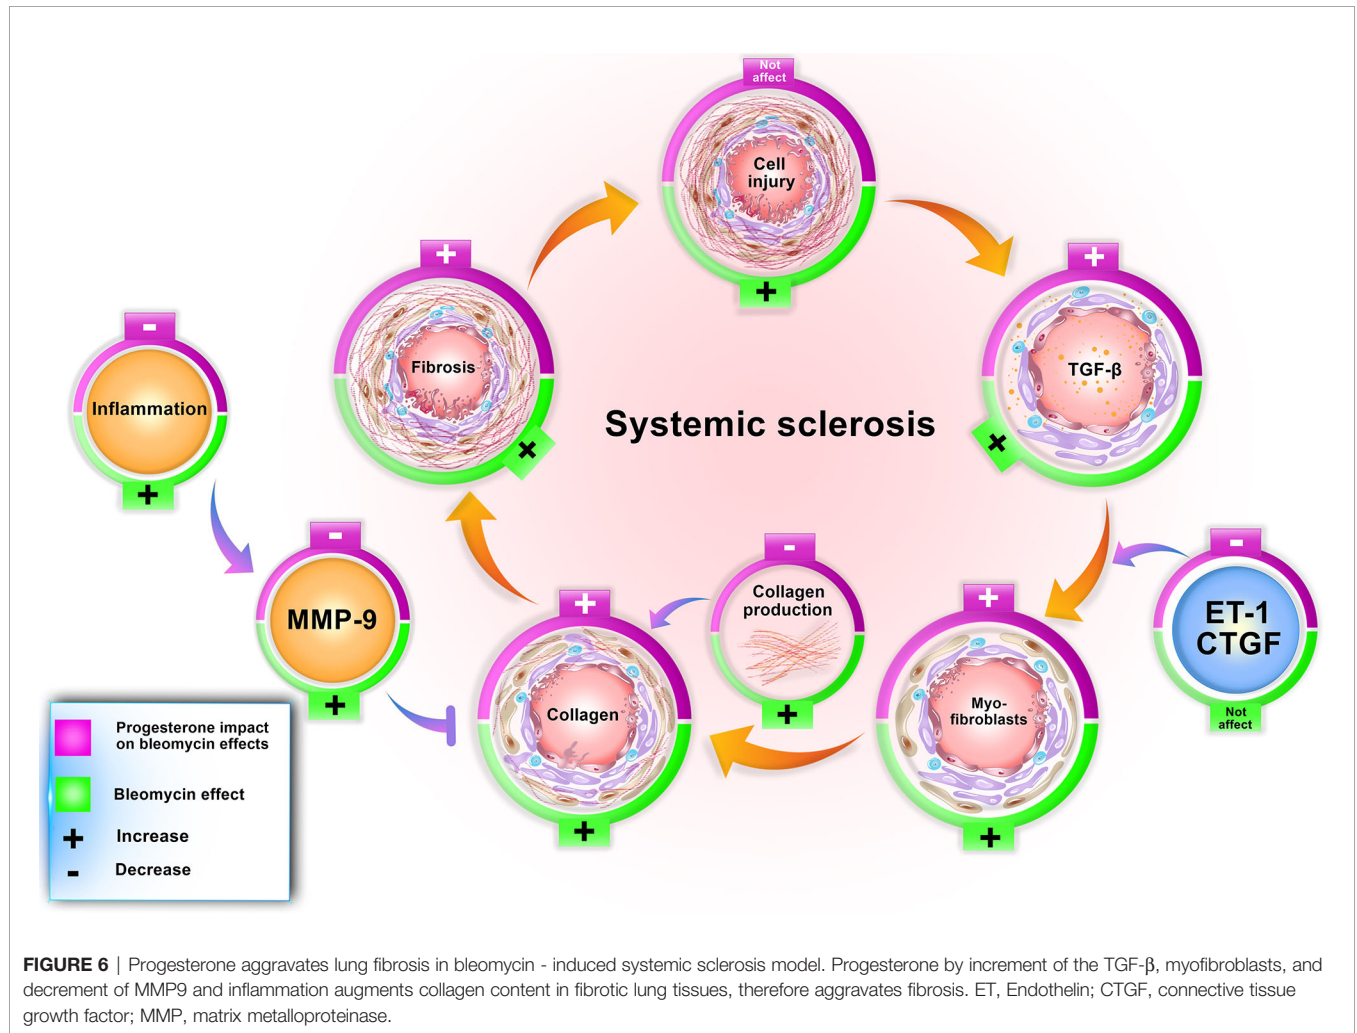 Not
affect
Cell
injury
+
+
Fibrosis
+
+
TGF-β
+
-
Inflammation
+
Systemic sclerosis
-
MMP-9
+
-
Collagen
production
+
+
Collagen
+
+
Myo-
fibroblasts
+
-
ET-1
CTGF
Not
affect
Progesterone impact
on bleomycin effects
Bleomycin effect
+ Increase
- Decrease
FIGURE 6 | Progesterone aggravates lung fibrosis in bleomycin - induced systemic sclerosis model. Progesterone by increment of the TGF-β, myofibroblasts, and
decrement of MMP9 and inflammation augments collagen content in fibrotic lung tissues, therefore aggravates fibrosis. ET, Endothelin; CTGF, connective tissue
growth factor; MMP, matrix metalloproteinase.